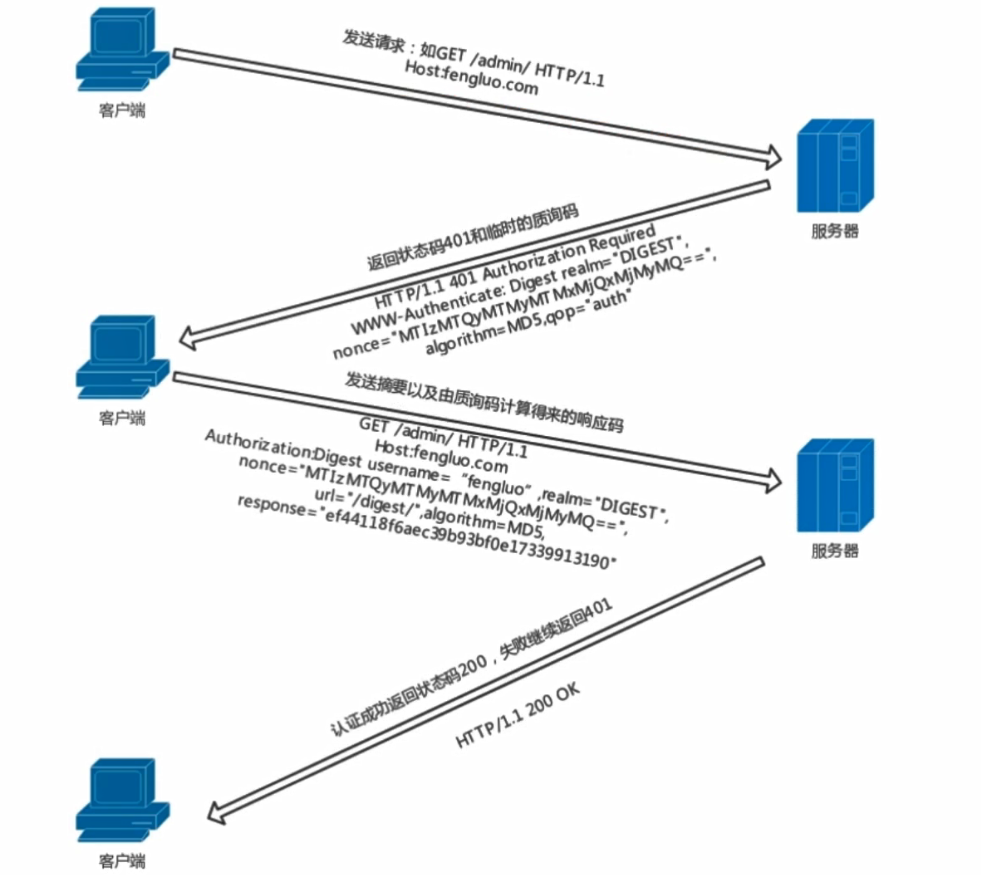 发送请求：如GET /admin/ HTTP/1.1
Host:fengluo.com
客户端
服务器
返回状态码401和临时的质询码
HTTP/1.1 401 Authorization Required
WWW-Authenticate: Digest realm="DIGEST",
nonce="MTIzMTQyMTMyMTMxMjQxMjMyMQ==",
algorithm=MD5,qop="auth"
客户端
发送摘要以及由质询码计算得来的响应码
GET /admin/ HTTP/1.1
Host:fengluo.com
Authorization:Digest username= “fengluo”,realm="DIGEST",
nonce="MTIzMTQyMTMyMTMxMjQxMjMyMQ==",
url="/digest/",algorithm=MD5,
response="ef44118f6aec39b93bf0e17339913190"
服务器
认证成功返回状态码200，失败继续返回401
HTTP/1.1 200 OK
客户端